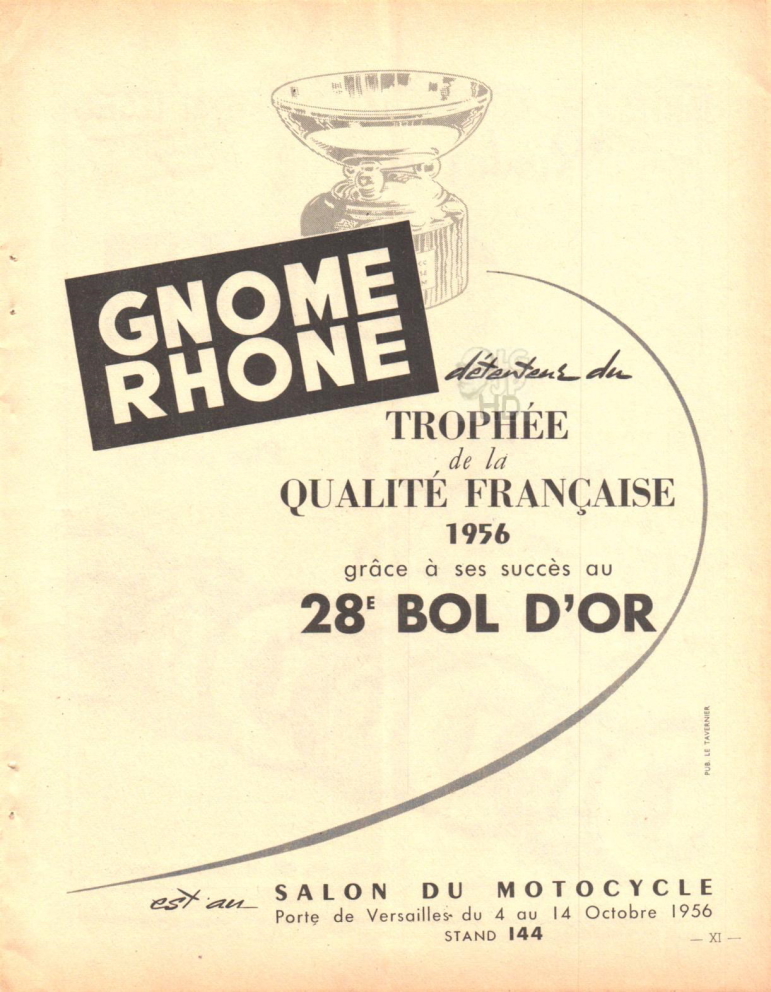 GNOME
RHONE
détenteur du
TROPHÉE
de la
QUALITÉ FRANÇAISE
1956
grâce à ses succès au
28E BOL D'OR
PUB. LE TAVERNIER
est au SALON DU MOTOCYCLE
Porte de Versailles du 4 au 14 Octobre 1956
STAND 144
— XI —